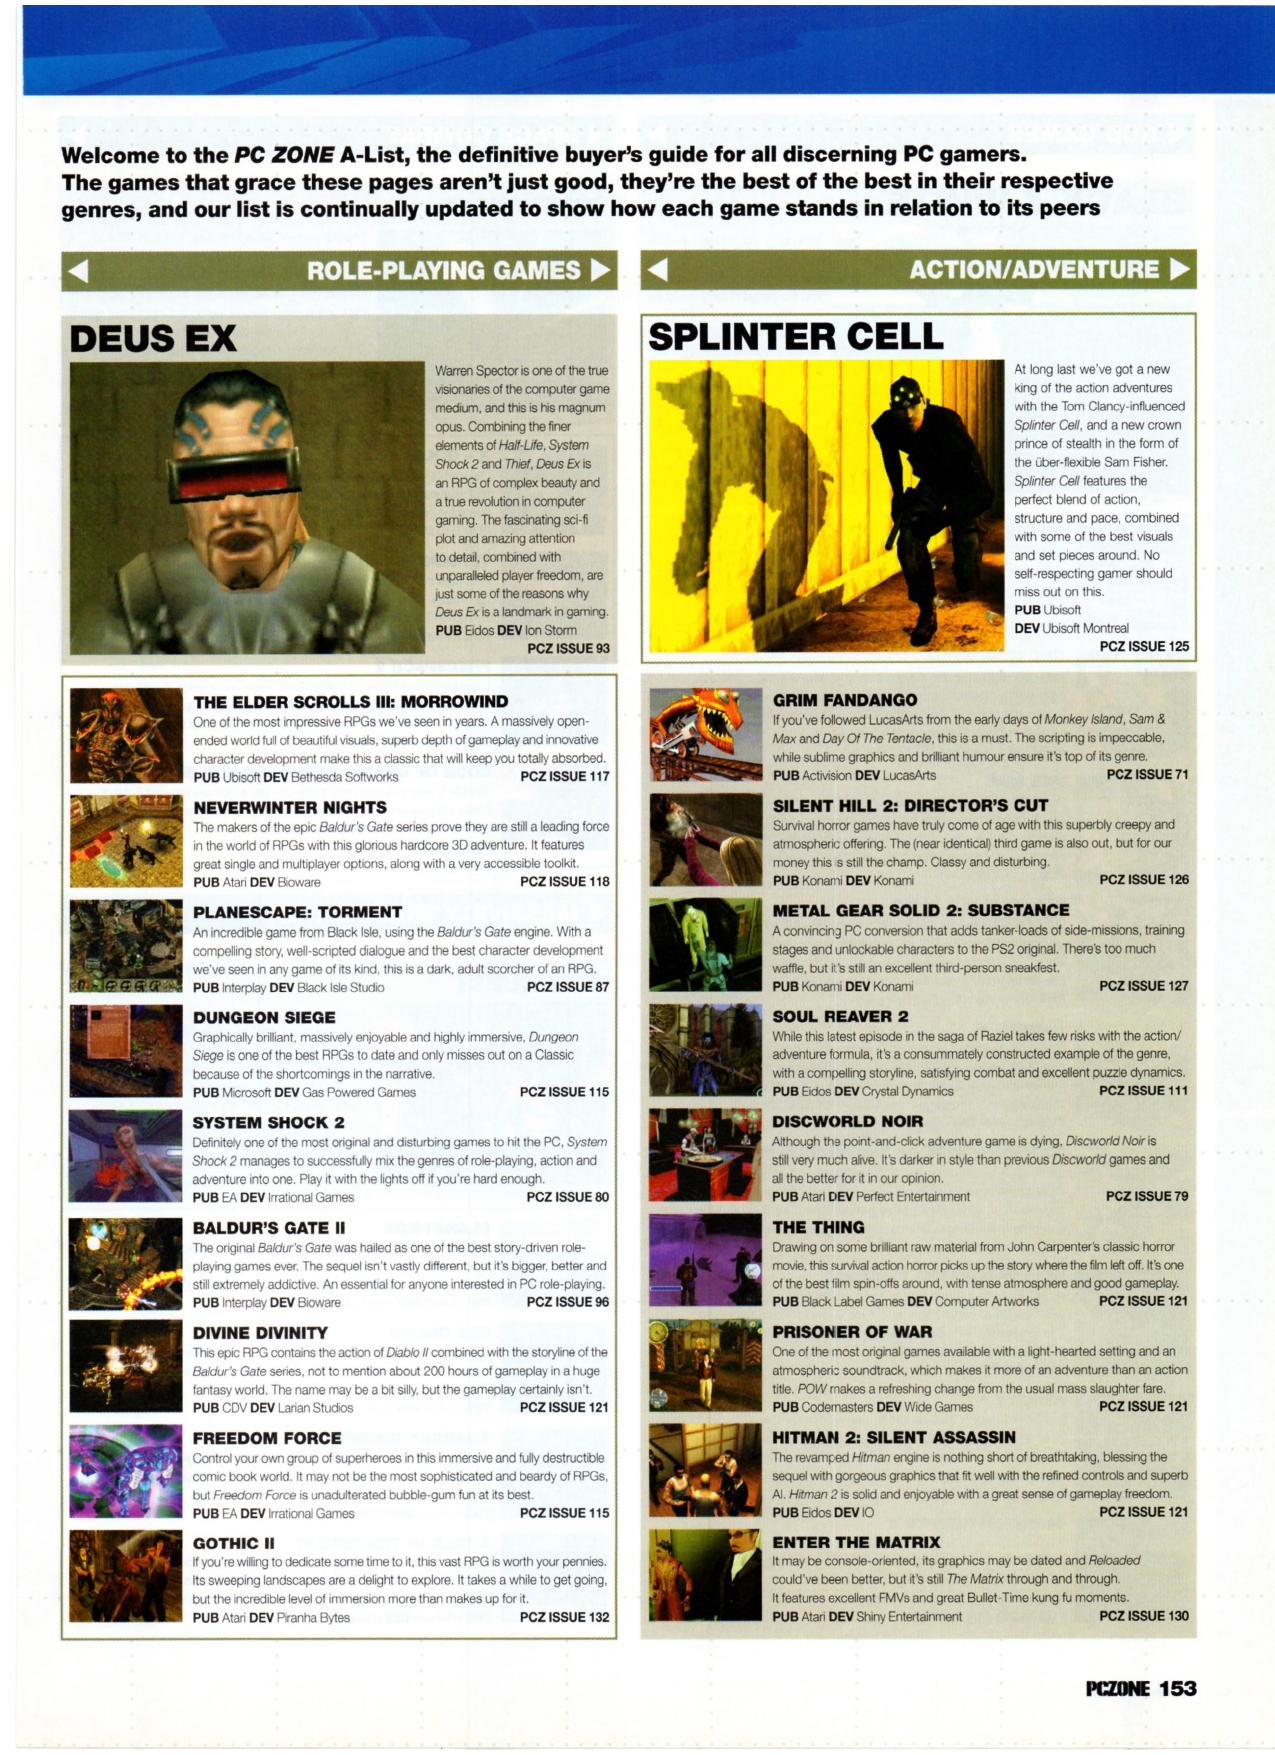 Welcome to the PC ZONE A-List, the definitive buyer's guide for all discerning PC gamers.
The games that grace these pages aren't just good, they're the best of the best in their respective
genres, and our list is continually updated to show how each game stands in relation to its peers
ROLE-PLAYING GAMES
DEUS EX
Warren Spector is one of the true
visionaries of the computer game
medium, and this is his magnum
opus. Combining the finer
elements of Half-Life, System
Shock 2 and Thief, Deus Ex is
an RPG of complex beauty and
a true revolution in computer
gaming. The fascinating sci-fi
plot and amazing attention
to detail, combined with
unparalleled player freedom, are
just some of the reasons why
Deus Ex is a landmark in gaming.
PUB Eidos DEV Ion Storm
PCZ ISSUE 93
THE ELDER SCROLLS III: MORROWIND
One of the most impressive RPGs we've seen in years. A massively open-
ended world full of beautiful visuals, superb depth of gameplay and innovative
character development make this a classic that will keep you totally absorbed.
PUB Ubisoft DEV Bethesda Softworks PCZ ISSUE 117
NEVERWINTER NIGHTS
The makers of the epic Baldur's Gate series prove they are still a leading force
in the world of RPGs with this glorious hardcore 3D adventure. It features
great single and multiplayer options, along with a very accessible toolkit.
PUB Atari DEV Bioware PCZ ISSUE 118
PLANESCAPE: TORMENT
An incredible game from Black Isle, using the Baldur's Gate engine. With a
compelling story, well-scripted dialogue and the best character development
we've seen in any game of its kind, this is a dark, adult scorcher of an RPG.
PUB Interplay DEV Black Isle Studio PCZ ISSUE 87
DUNGEON SIEGE
Graphically brilliant, massively enjoyable and highly immersive, Dungeon
Siege is one of the best RPGs to date and only misses out on a Classic
because of the shortcomings in the narrative.
PUB Microsoft DEV Gas Powered Games PCZ ISSUE 115
SYSTEM SHOCK 2
Definitely one of the most original and disturbing games to hit the PC, System
Shock 2 manages to successfully mix the genres of role-playing, action and
adventure into one. Play it with the lights off if you're hard enough.
PUB EA DEV Irrational Games PCZ ISSUE 80
BALDUR'S GATE II
The original Baldur's Gate was hailed as one of the best story-driven role-
playing games ever. The sequel isn't vastly different, but it's bigger, better and
still extremely addictive. An essential for anyone interested in PC role-playing.
PUB Interplay DEV Bioware PCZ ISSUE 96
DIVINE DIVINITY
This epic RPG contains the action of Diablo II combined with the storyline of the
Baldur's Gate series, not to mention about 200 hours of gameplay in a huge
fantasy world. The name may be a bit silly, but the gameplay certainly isn't.
PUB CDV DEV Larian Studios PCZ ISSUE 121
FREEDOM FORCE
Control your own group of superheroes in this immersive and fully destructible
comic book world. It may not be the most sophisticated and beardy of RPGs,
but Freedom Force is unadulterated bubble-gum fun at its best.
PUB EA DEV Irrational Games PCZ ISSUE 115
GOTHIC II
If you're willing to dedicate some time to it, this vast RPG is worth your pennies.
Its sweeping landscapes are a delight to explore. It takes a while to get going,
but the incredible level of immersion more than makes up for it.
PUB Atari DEV Piranha Bytes PCZ ISSUE 132
ACTION/ADVENTURE
SPLINTER CELL
At long last we've got a new
king of the action adventures
with the Tom Clancy-influenced
Splinter Cell, and a new crown
prince of stealth in the form of
the über-flexible Sam Fisher.
Splinter Cell features the
perfect blend of action,
structure and pace, combined
with some of the best visuals
and set pieces around. No
self-respecting gamer should
miss out on this.
PUB Ubisoft
DEV Ubisoft Montreal
PCZ ISSUE 125
GRIM FANDANGO
If you've followed LucasArts from the early days of Monkey Island, Sam &
Max and Day Of The Tentacle, this is a must. The scripting is impeccable,
while sublime graphics and brilliant humour ensure it's top of its genre.
PUB Activision DEV LucasArts PCZ ISSUE 71
SILENT HILL 2: DIRECTOR'S CUT
Survival horror games have truly come of age with this superbly creepy and
atmospheric offering. The (near identical) third game is also out, but for our
money this is still the champ. Classy and disturbing.
PUB Konami DEV Konami PCZ ISSUE 126
METAL GEAR SOLID 2: SUBSTANCE
A convincing PC conversion that adds tanker-loads of side-missions, training
stages and unlockable characters to the PS2 original. There's too much
waffle, but it's still an excellent third-person sneakfest.
PUB Konami DEV Konami PCZ ISSUE 127
SOUL REAVER 2
While this latest episode in the saga of Raziel takes few risks with the action/
adventure formula, it's a consummately constructed example of the genre,
with a compelling storyline, satisfying combat and excellent puzzle dynamics.
PUB Eidos DEV Crystal Dynamics PCZ ISSUE 111
DISCWORLD NOIR
Although the point-and-click adventure game is dying, Discworld Noir is
still very much alive. It's darker in style than previous Discworld games and
all the better for it in our opinion.
PUB Atari DEV Perfect Entertainment PCZ ISSUE 79
THE THING
Drawing on some brilliant raw material from John Carpenter's classic horror
movie, this survival action horror picks up the story where the film left off. It's one
of the best film spin-offs around, with tense atmosphere and good gameplay.
PUB Black Label Games DEV Computer Artworks PCZ ISSUE 121
PRISONER OF WAR
One of the most original games available with a light-hearted setting and an
atmospheric soundtrack, which makes it more of an adventure than an action
title. POW makes a refreshing change from the usual mass slaughter fare.
PUB Codemasters DEV Wide Games PCZ ISSUE 121
HITMAN 2: SILENT ASSASSIN
The revamped Hitman engine is nothing short of breathtaking, blessing the
sequel with gorgeous graphics that fit well with the refined controls and superb
AI. Hitman 2 is solid and enjoyable with a great sense of gameplay freedom.
PUB Eidos DEV IO PCZ ISSUE 121
ENTER THE MATRIX
It may be console-oriented, its graphics may be dated and Reloaded
could've been better, but it's still The Matrix through and through.
It features excellent FMVs and great Bullet-Time kung fu moments.
PUB Atari DEV Shiny Entertainment PCZ ISSUE 130
PCZONE 153